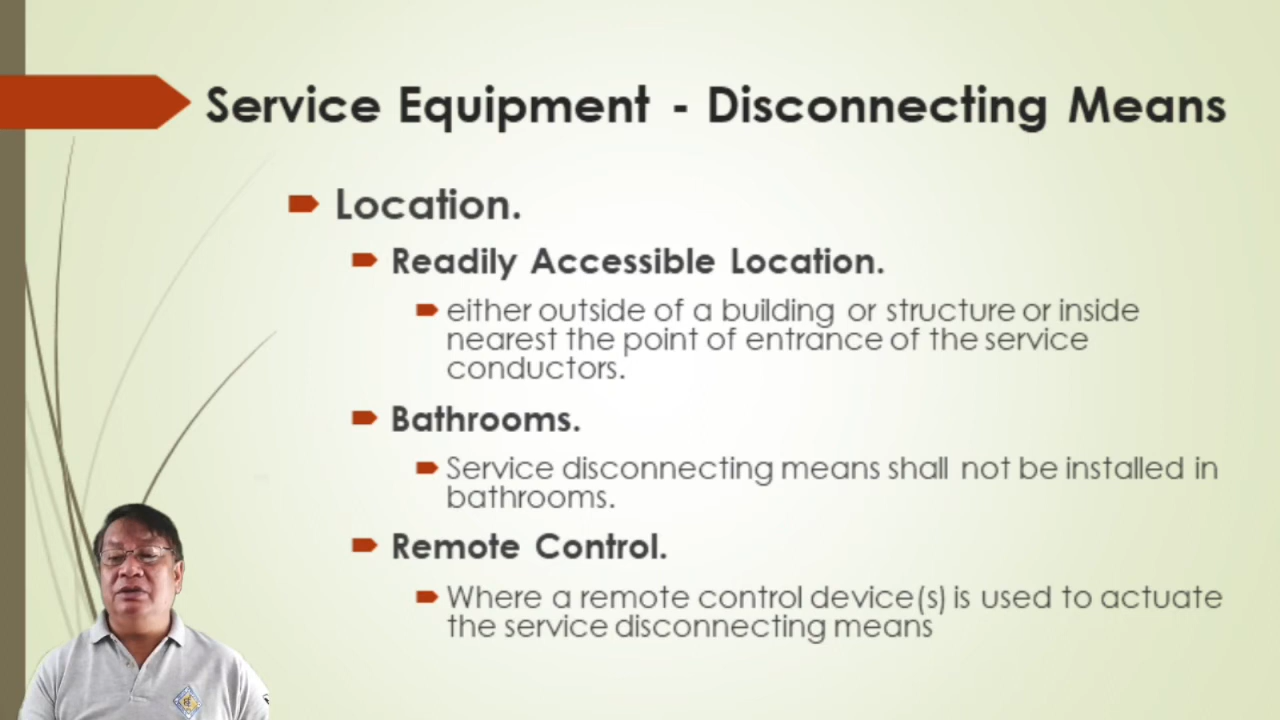 Service Equipment - Disconnecting Means
Location.
Readily Accessible Location.
either outside of a building or structure or inside
nearest the point of entrance of the service
conductors.
Bathrooms.
Service disconnecting means shall not be installed in
bathrooms.
Remote Control.
Where a remote control device(s) is used to actuate
the service disconnecting means